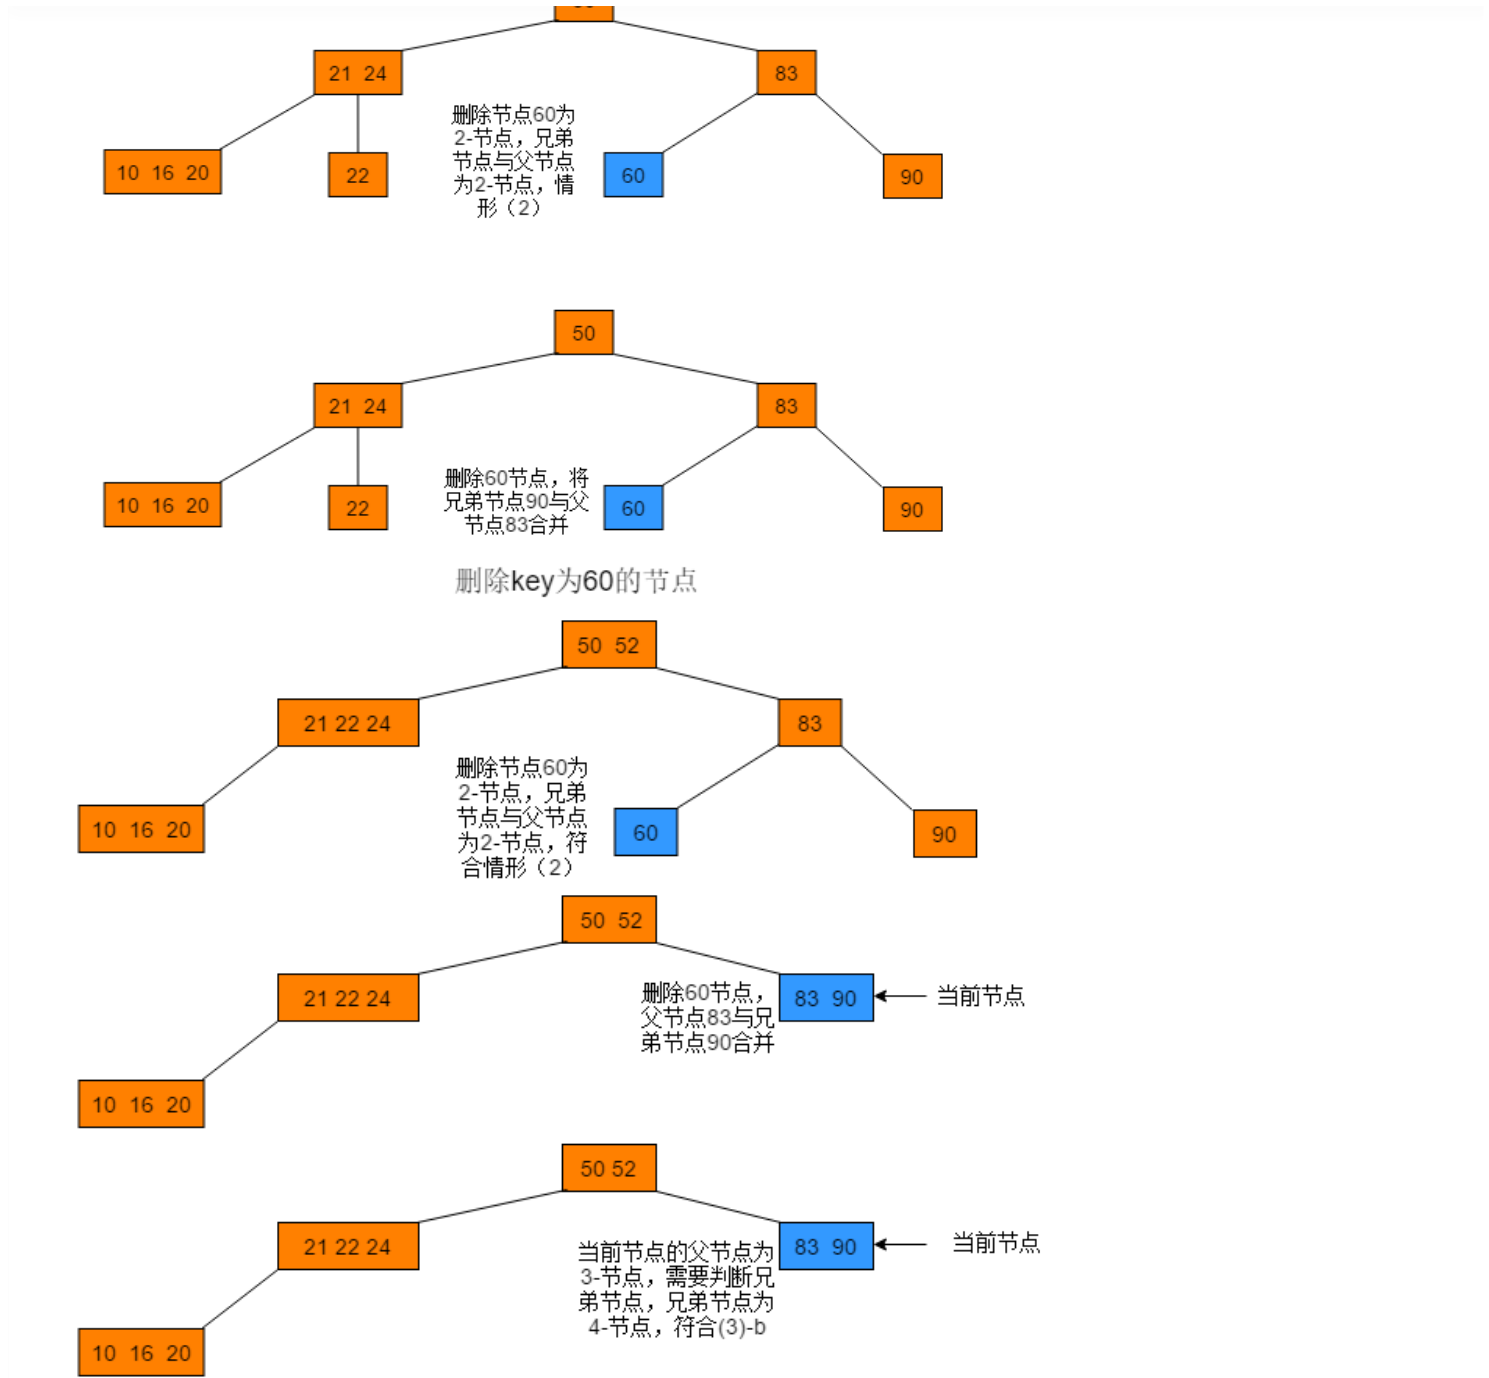 21 24
83
删除节点60为
2-节点，兄弟
节点与父节点
为2-节点，情
形（2）
10 16 20
22
60
90
50
21 24
83
删除60节点，将
兄弟节点90与父
节点83合并
10 16 20
22
60
90
删除key为60的节点
50 52
21 22 24
83
删除节点60为
2-节点，兄弟
节点与父节点
为2-节点，符
合情形（2）
10 16 20
60
90
50 52
21 22 24
删除60节点，
父节点83与兄
弟节点90合并
83 90
当前节点
10 16 20
50 52
21 22 24
当前节点的父节点为
3-节点，需要判断兄
弟节点，兄弟节点为
4-节点，符合(3)-b
83 90
当前节点
10 16 20